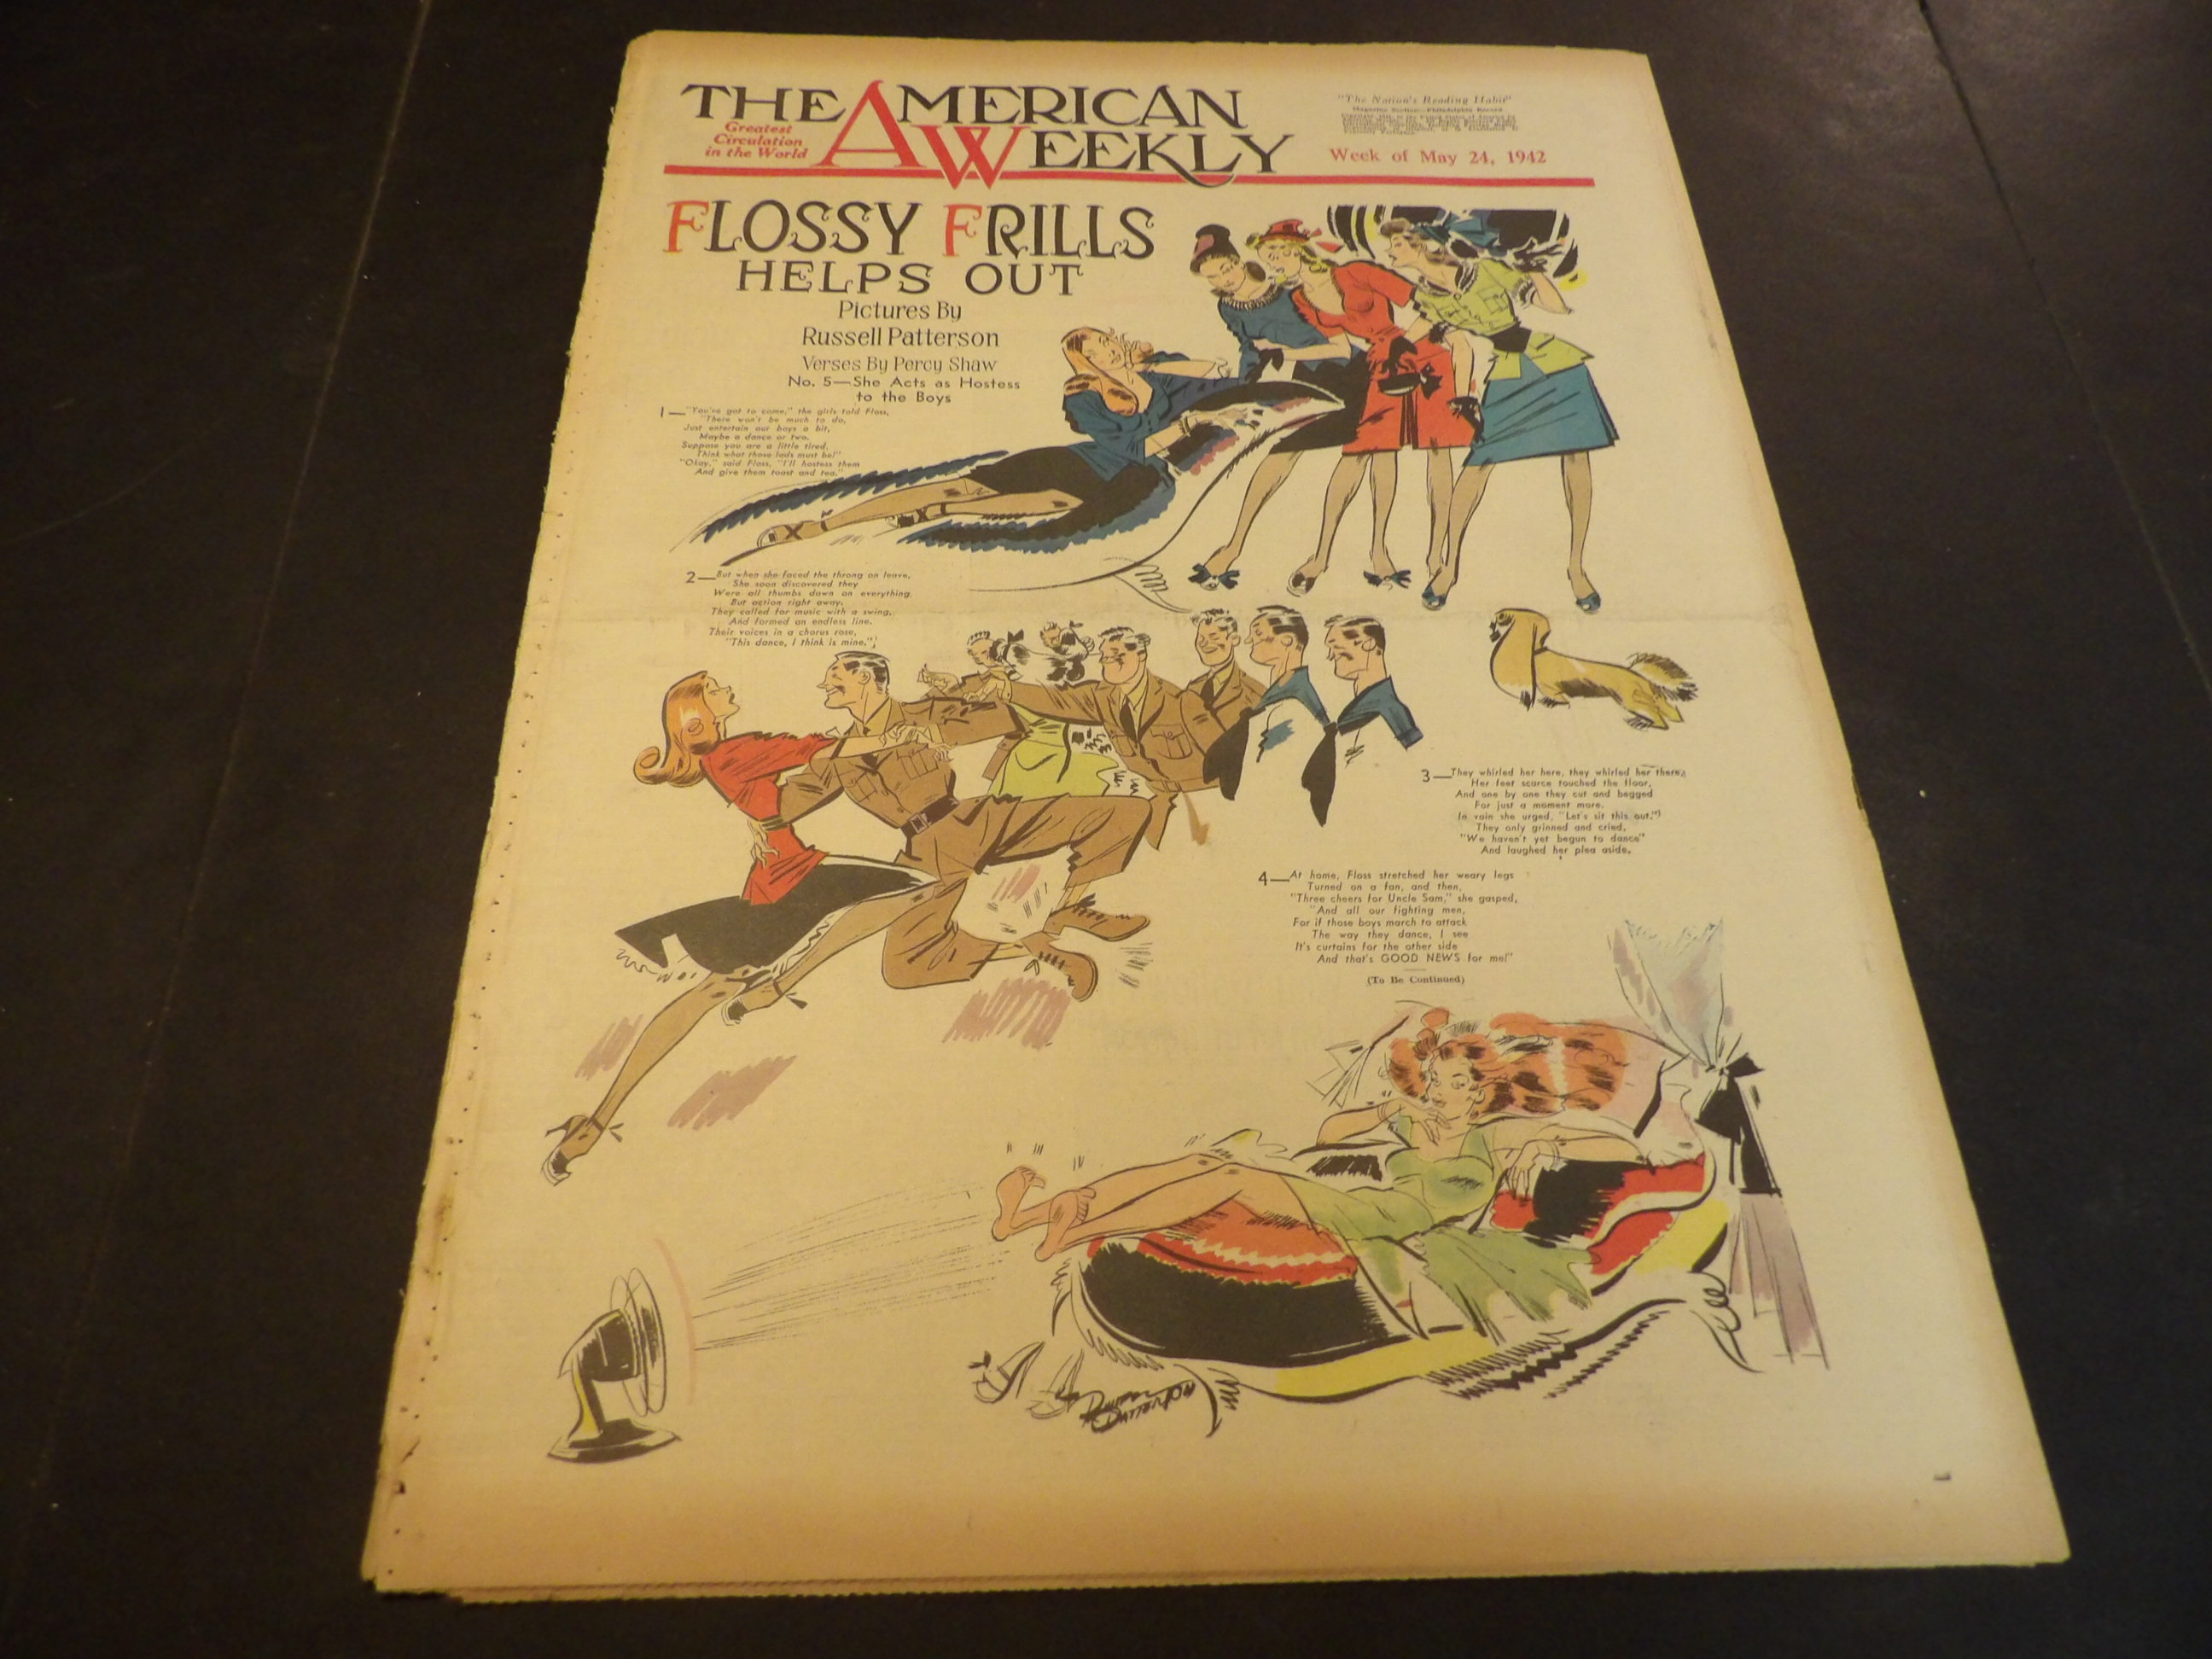 THE AMERICAN
WEEKLY
Greatest
Circulation
in the World
"The Nation's Reading Habit"
Magazine Section—Philadelphia Record
Week of May 24, 1942
FLOSSY FRILLS
HELPS OUT
Pictures By
Russell Patterson
Verses By Percy Shaw
No. 5—She Acts as Hostess
to the Boys
1—"You've got to come," the girls told Floss,
"There won't be much to do,
Just entertain our boys a bit,
Maybe a dance or two.
Suppose you are a little tired,
Think what those lads must be!"
"Okay," said Floss, "I'll hostess them
And give them toast and tea."
2—But when she faced the throng on leave,
She soon discovered they
Were all thumbs down on everything
But action right away.
They called for music with a swing,
And formed an endless line.
Their voices in a chorus rose,
"This dance, I think is mine."
3—They whirled her here, they whirled her there,
Her feet scarce touched the floor,
And one by one they cut and begged
For just a moment more.
In vain she urged, "Let's sit this out."
They only grinned and cried,
"We haven't yet begun to dance"
And laughed her plea aside.
4—At home, Floss stretched her weary legs
Turned on a fan, and then,
"Three cheers for Uncle Sam," she gasped,
"And all our fighting men,
For if those boys march to attack
The way they dance, I see
It's curtains for the other side
And that's GOOD NEWS for me!"
(To Be Continued)